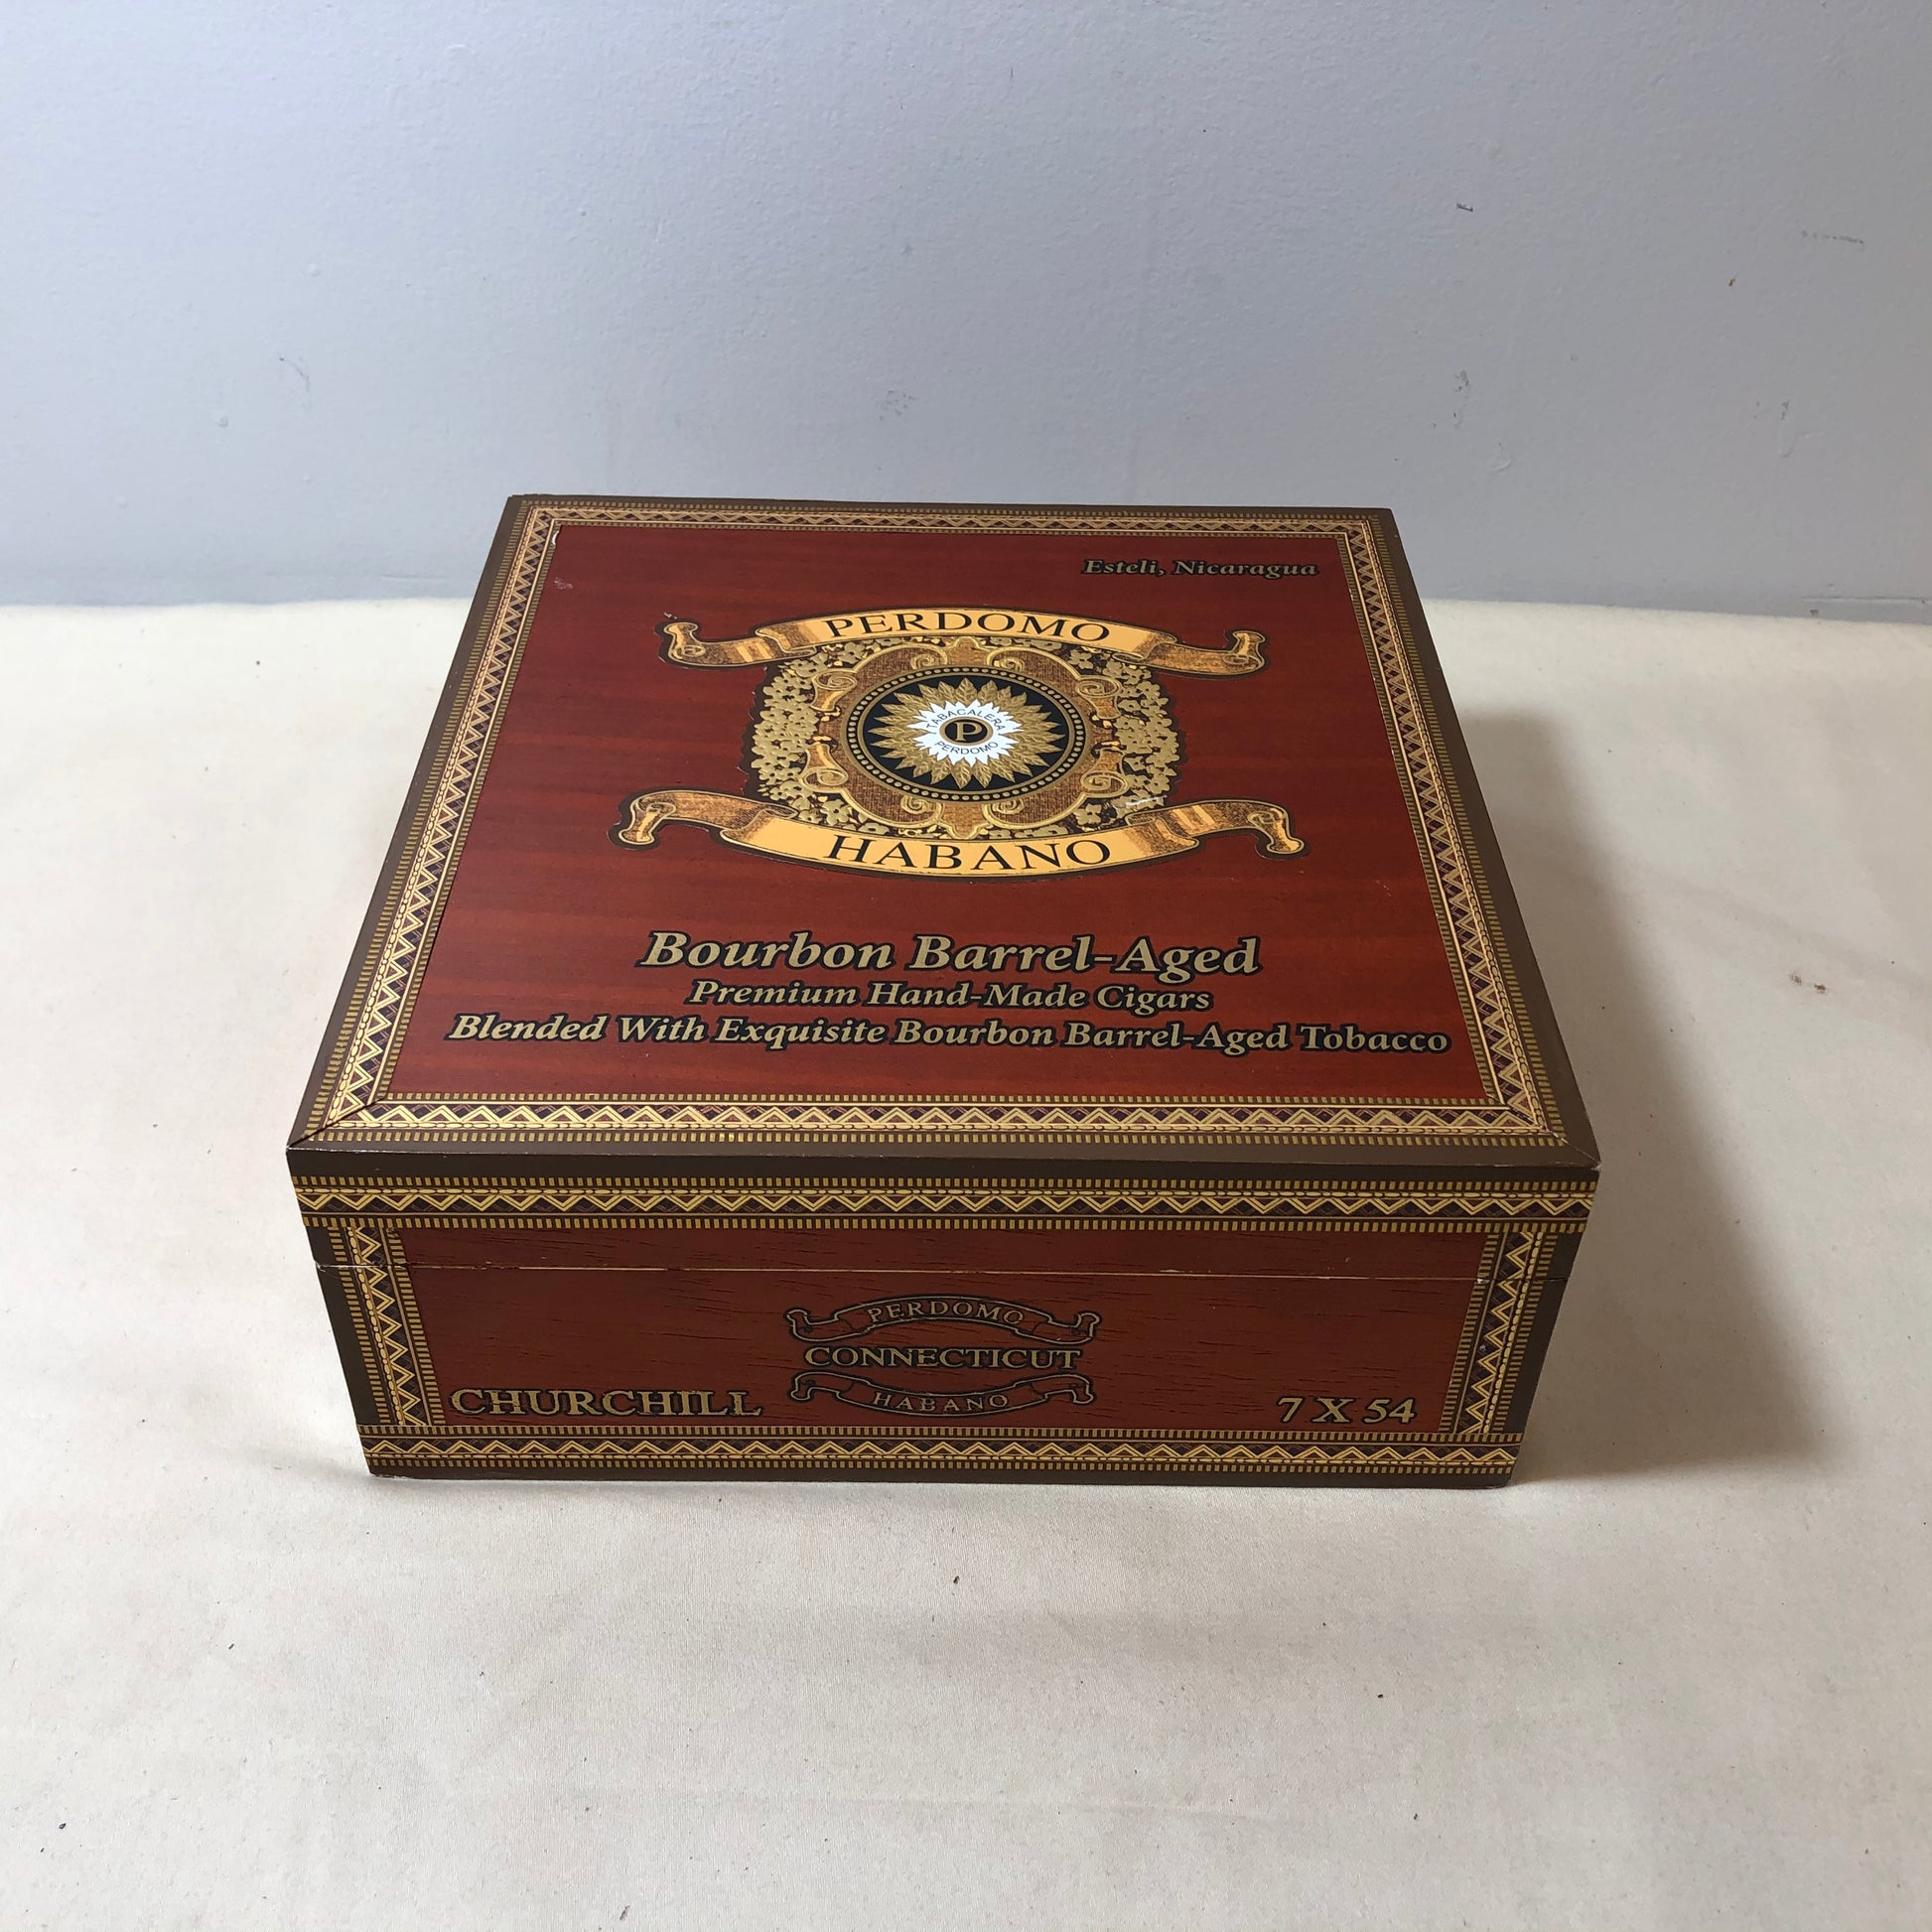 Esteli, Nicaragua
PERDOMO
TABACALERA
P
PERDOMO
HABANO
Bourbon Barrel-Aged
Premium Hand-Made Cigars
Blended With Exquisite Bourbon Barrel-Aged Tobacco
PERDOMO
CONNECTICUT
HABANO
CHURCHILL
7 X 54